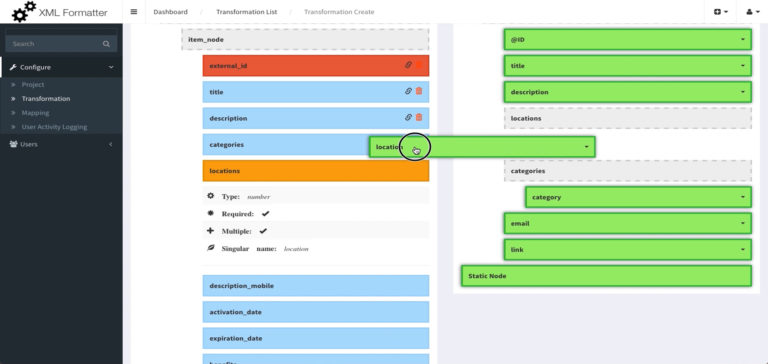 XML Formatter
Dashboard / Transformation List / Transformation Create
Search
Configure
Project
Transformation
Mapping
User Activity Logging
Users
item_node
external_id
title
description
categories
locations
Type: number
Required:
Multiple:
Singular name: location
description_mobile
activation_date
expiration_date
benefits
location
@ID
title
description
locations
categories
category
email
link
Static Node